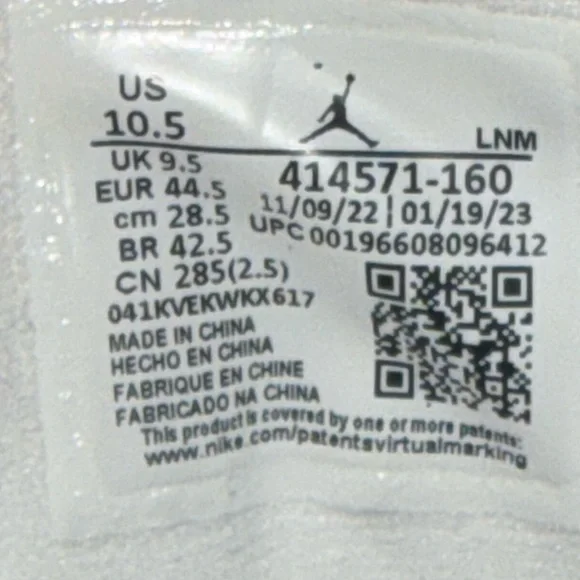 US
10.5
LNM
UK 9.5
414571-160
EUR 44.5
11/09/22 | 01/19/23
cm 28.5
UPC 00196608096412
BR 42.5
CN 285(2.5)
041KVEKWKX617
MADE IN CHINA
HECHO EN CHINA
FABRIQUE EN CHINE
FABRICADO NA CHINA
This product is covered by one or more patents:
www.nike.com/patentsvirtualmarking